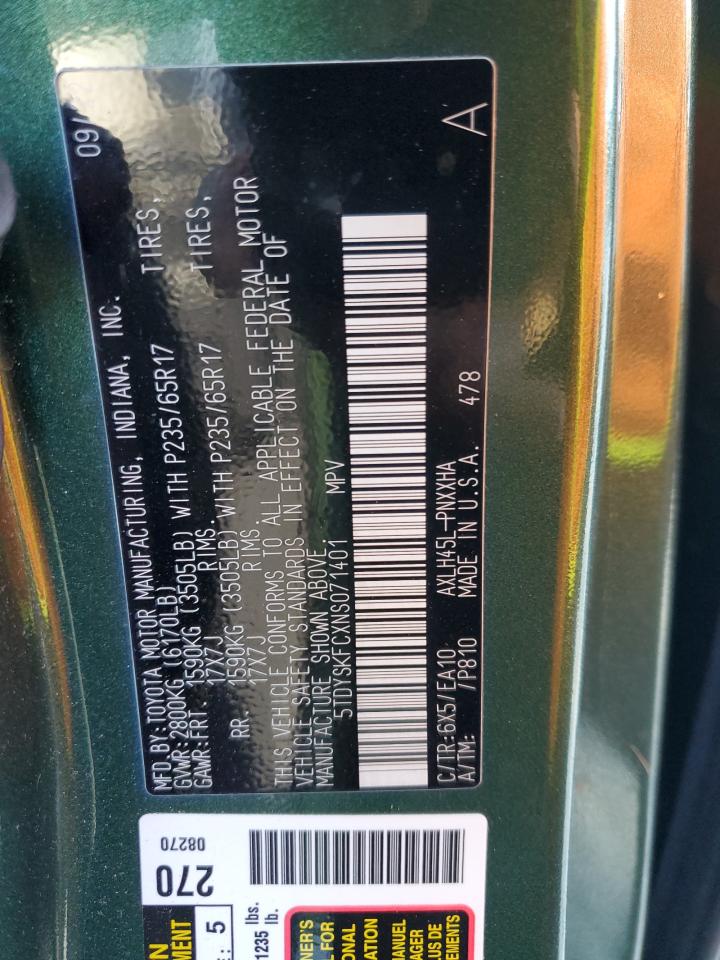 MFD.BY:TOYOTA MOTOR MANUFACTURING, INDIANA, INC. 09/
GVWR:2800KG (6170LB)
GAWR:FRT. 1590KG (3505LB) WITH P235/65R17 TIRES,
17X7J RIMS.
RR. 1590KG (3505LB) WITH P235/65R17 TIRES,
17X7J RIMS.
THIS VEHICLE CONFORMS TO ALL APPLICABLE FEDERAL MOTOR
VEHICLE SAFETY STANDARDS IN EFFECT ON THE DATE OF
MANUFACTURE SHOWN ABOVE.
5TDYSKFCXNS071401 MPV
C/TR:6X57EA10 AXLH45L-PNXXHA
A/TM: /P810 MADE IN U.S.A. 478 A
270
08270
5
1235 lb.
lbs.
MANUEL